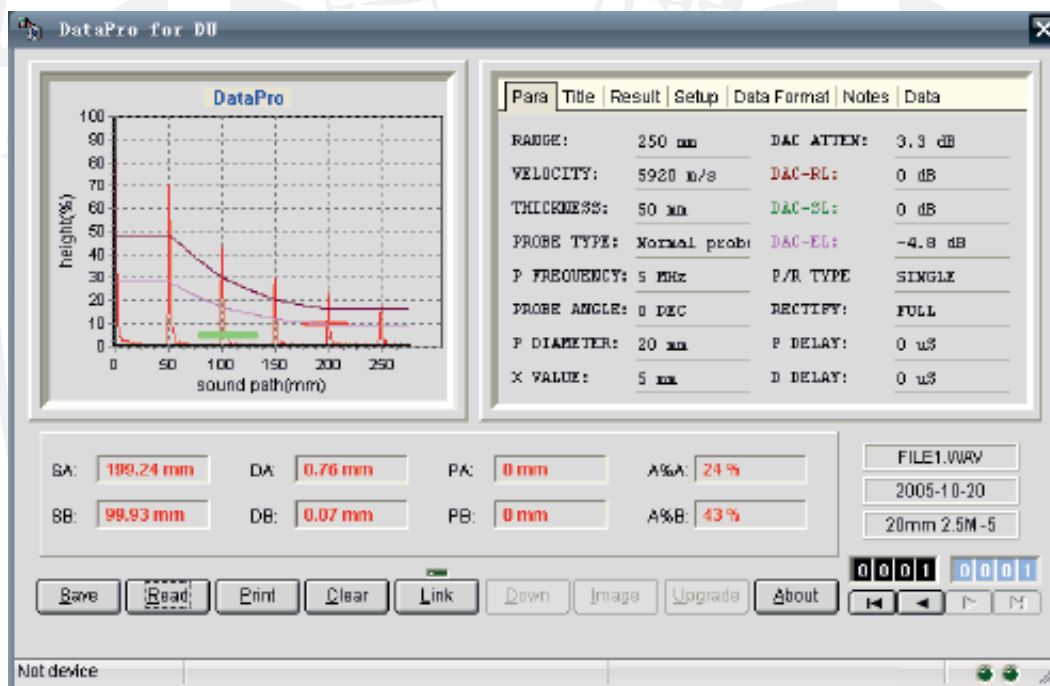 DataPro for DU
DataPro
100
90
80
70
60
50
40
30
20
10
0
height(%)
0 50 100 150 200 250
sound path(mm)
Para Title Result Setup Data Format Notes Data
RANGE: 250 mm DAC ATTEN: 3.3 dB
VELOCITY: 5920 m/s DAC-RL: 0 dB
THICKNESS: 50 mm DAC-SL: 0 dB
PROBE TYPE: Normal prob DAC-EL: -4.8 dB
P FREQUENCY: 5 MHz P/R TYPE SINGLE
PROBE ANGLE: 0 DEC RECTIFY: FULL
P DIAMETER: 20 mm P DELAY: 0 uS
X VALUE: 5 mm D DELAY: 0 uS
SA: 199.24 mm DA: 0.76 mm PA: 0 mm A%A: 24 %
SB: 99.93 mm DB: 0.07 mm PB: 0 mm A%B: 43 %
FILE1.WAV
2005-10-20
20mm 2.5M-5
0001 0001
Save Read Print Clear Link Down Image Upgrade About
Not device